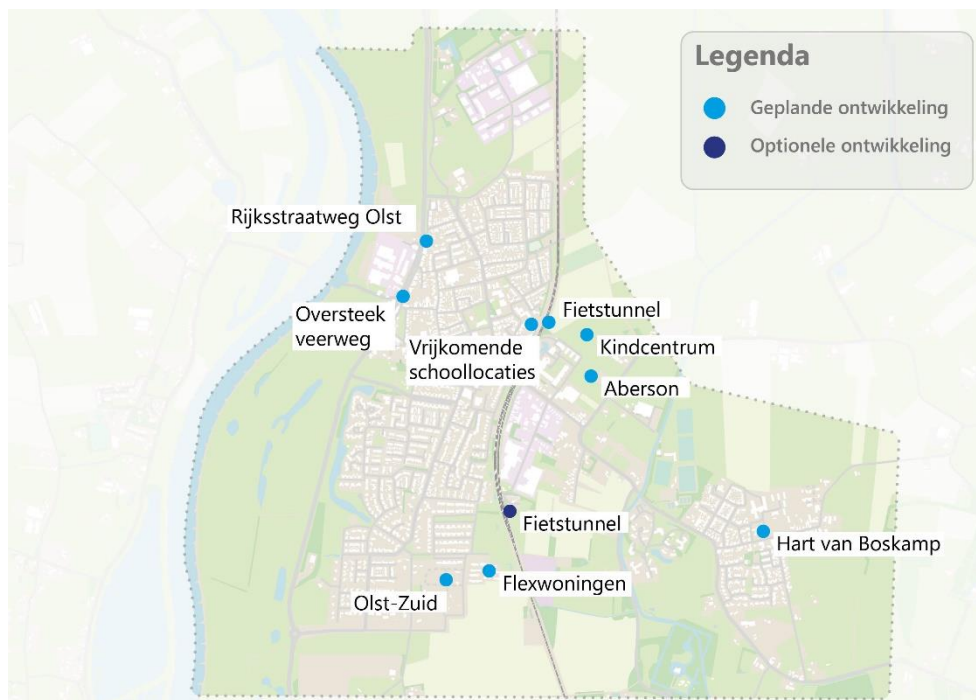 Legenda
Geplande ontwikkeling
Optionele ontwikkeling
Rijksstraatweg Olst
Oversteek
veerweg
Vrijkomende
schoollocaties
Fietstunnel
Kindcentrum
Aberson
Fietstunnel
Hart van Boskamp
Flexwoningen
Olst-Zuid